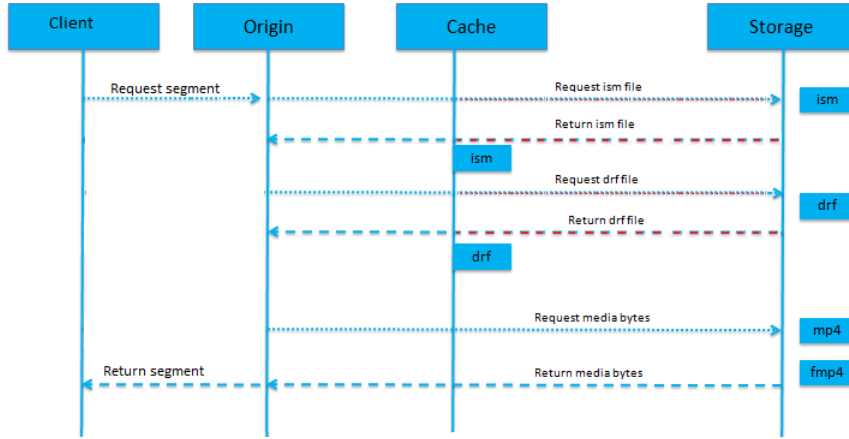 Client
Origin
Cache
Storage
Request segment
Request ism file
ism
Return ism file
ism
Request drf file
drf
Return drf file
drf
Request media bytes
mp4
Return segment
Return media bytes
fmp4